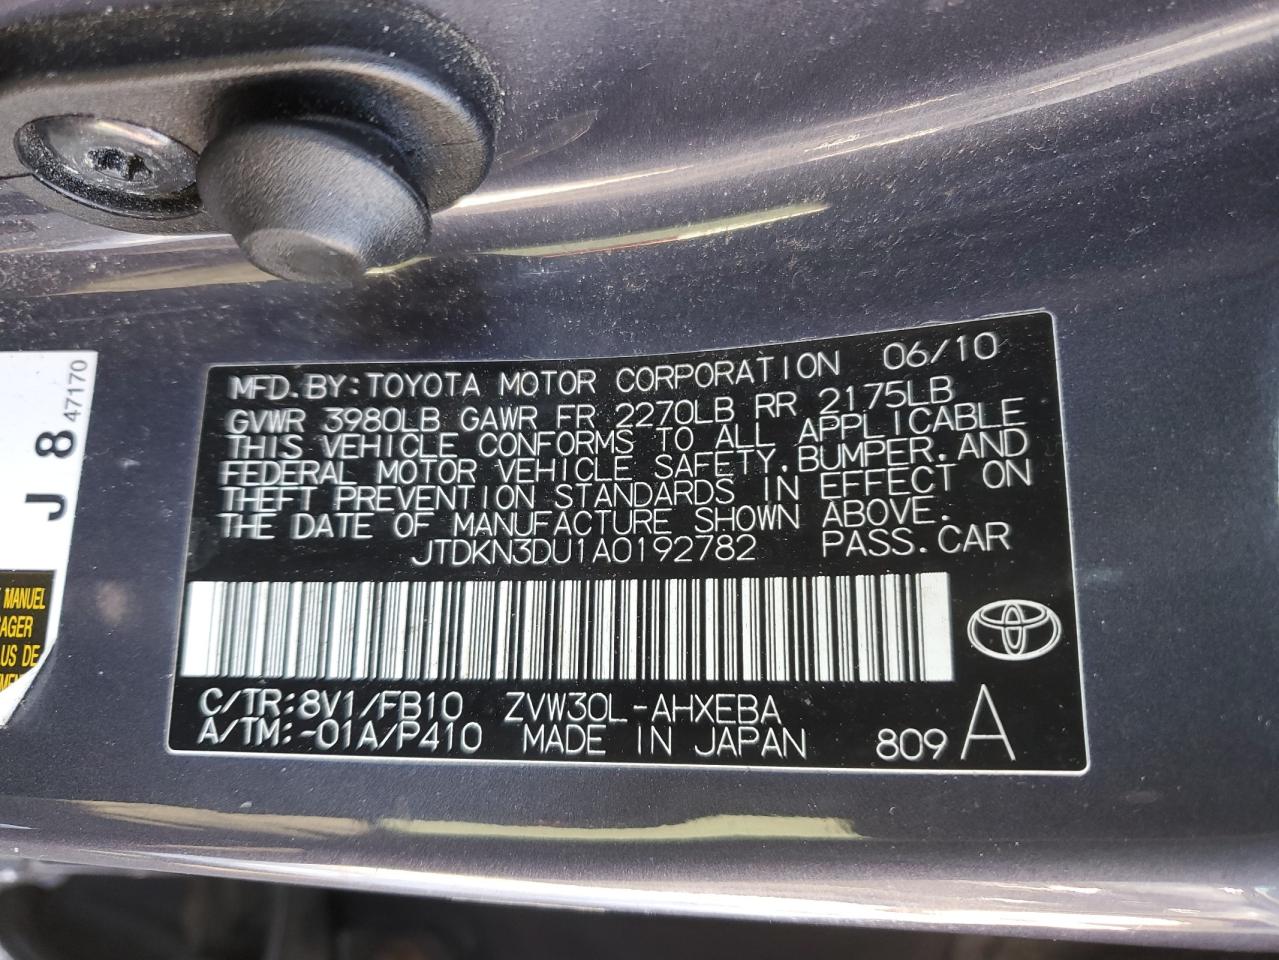 MFD. BY: TOYOTA MOTOR CORPORATION 06/10
GVWR 3980LB GAWR FR 2270LB RR 2175LB
THIS VEHICLE CONFORMS TO ALL APPLICABLE
FEDERAL MOTOR VEHICLE SAFETY, BUMPER, AND
THEFT PREVENTION STANDARDS IN EFFECT ON
THE DATE OF MANUFACTURE SHOWN ABOVE.
JTDKN3DU1A0192782 PASS. CAR
C/TR: 8V1/FB10 ZVW30L-AHXEBA
A/TM: -01A/P410 MADE IN JAPAN 809 A
J 8 47170
MANUEL
AGER
US DE